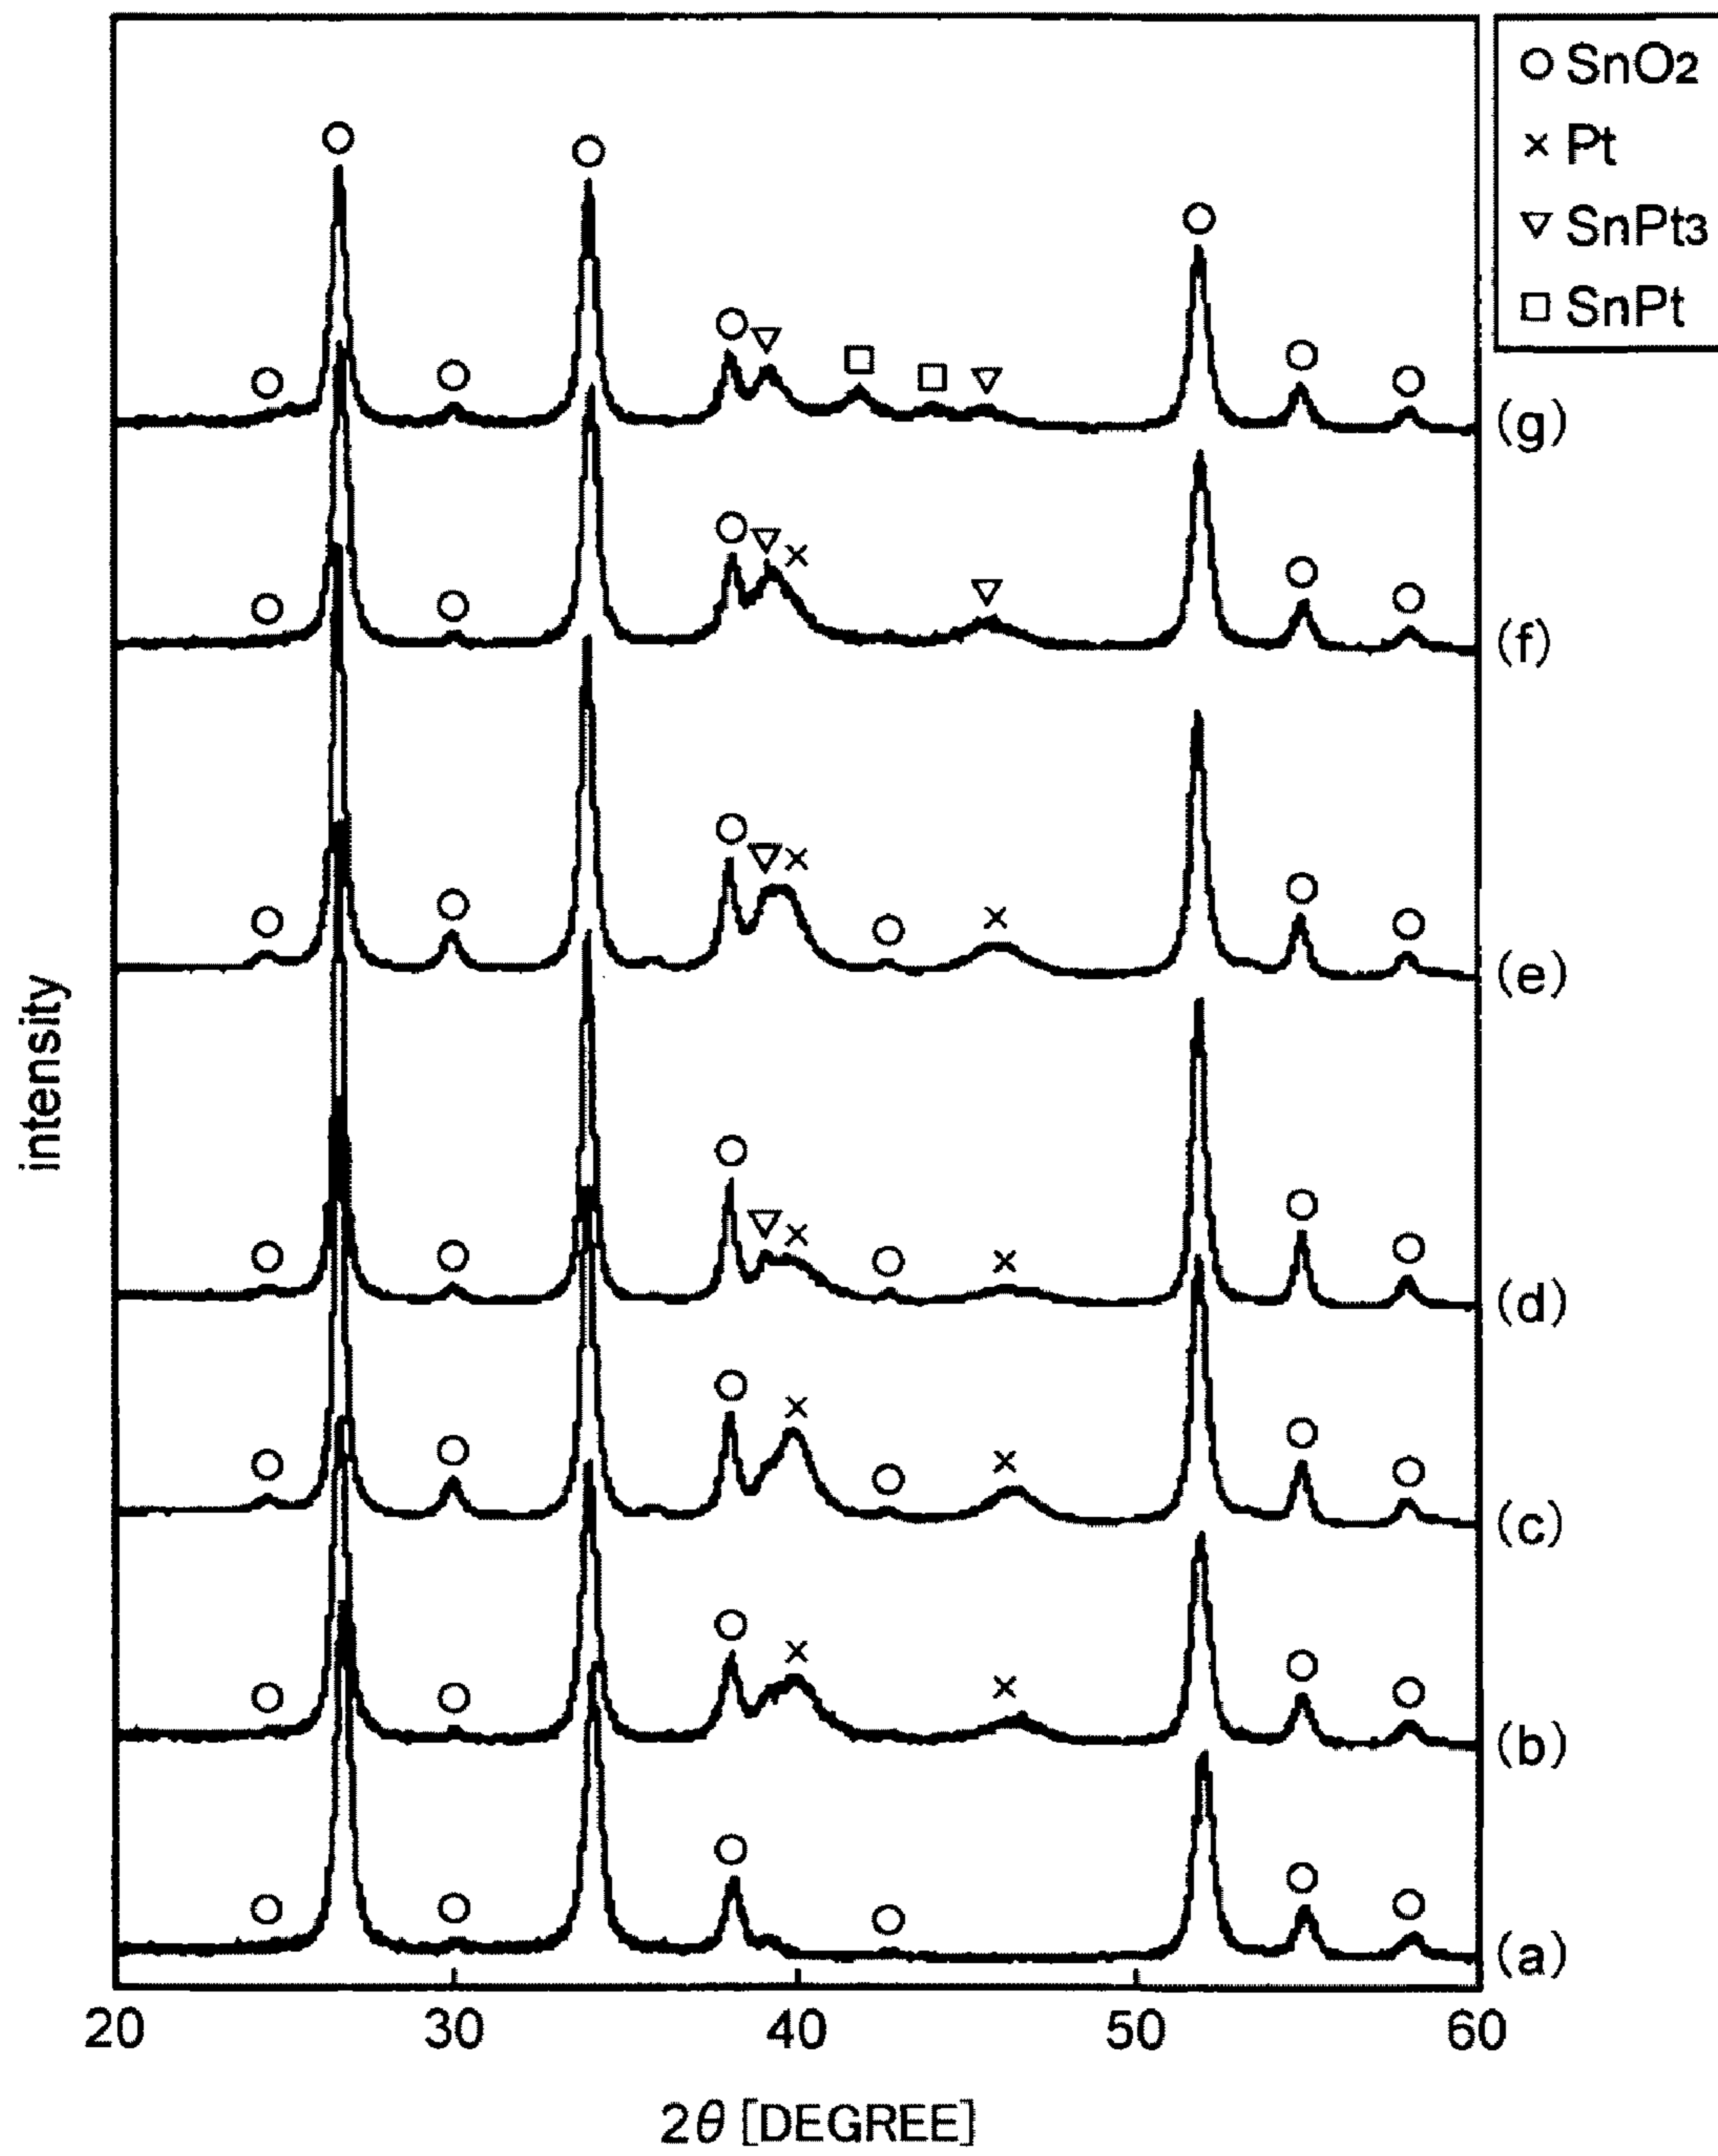 ○ SnO2
× Pt
▽ SnPt3
□ SnPt
(g)
(f)
(e)
intensity
(d)
(c)
(b)
(a)
20 30 40 50 60
2θ [DEGREE]